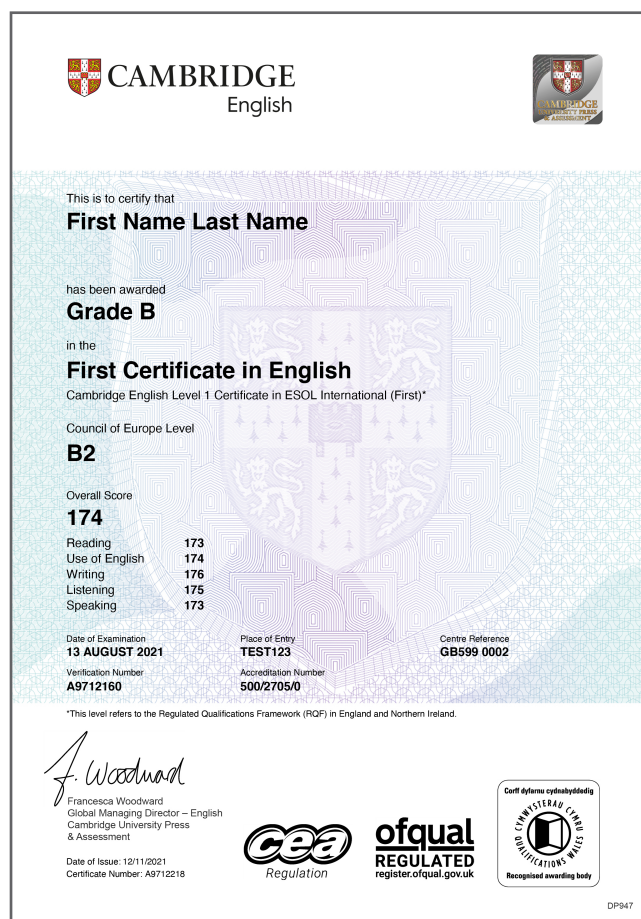 CAMBRIDGE
English
CAMBRIDGE
UNIVERSITY PRESS
& ASSESSMENT
This is to certify that
First Name Last Name
has been awarded
Grade B
in the
First Certificate in English
Cambridge English Level 1 Certificate in ESOL International (First)*
Council of Europe Level
B2
Overall Score
174
Reading 173
Use of English 174
Writing 176
Listening 175
Speaking 173
Date of Examination Place of Entry Centre Reference
13 AUGUST 2021 TEST123 GB599 0002
Verification Number Accreditation Number
A9712160 500/2705/0
*This level refers to the Regulated Qualifications Framework (RQF) in England and Northern Ireland.
F. Woodward
Francesca Woodward
Global Managing Director – English
Cambridge University Press
& Assessment
Date of Issue: 12/11/2021
Certificate Number: A9712218
cea
Regulation
ofqual
REGULATED
register.ofqual.gov.uk
Corff dyfarnu cydnabyddedig
CYMWYSTERAU CYMRU
QUALIFICATIONS WALES
Recognised awarding body
DP947